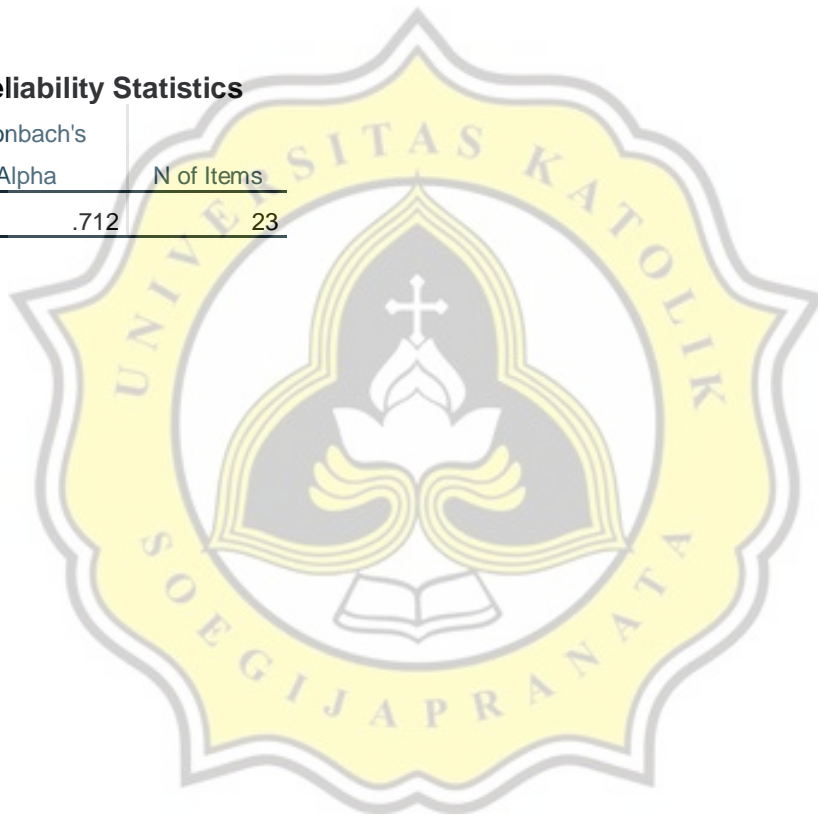 eliability Statistics
onbach's
Alpha N of Items
.712 23
UNIVERSITAS KATOLIK
SOEGIJAPRANATA